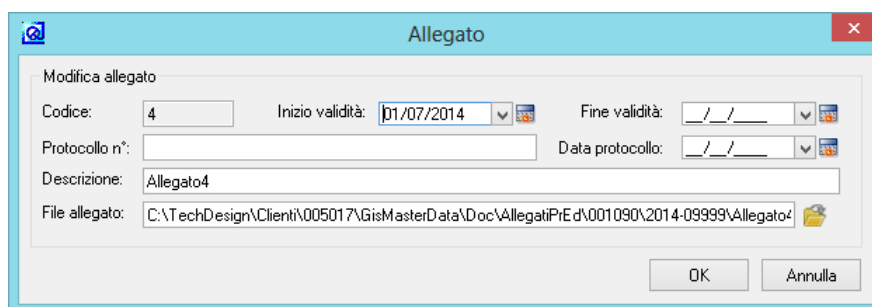 Allegato
Modifica allegato
Codice: 4 Inizio validità: 01/07/2014 Fine validità: __/__/____
Protocollo n°: Data protocollo: __/__/____
Descrizione: Allegato4
File allegato: C:\TechDesign\Clienti\005017\GisMasterData\Doc\AllegatiPrEd\001090\2014-09999\Allegato4
OK Annulla